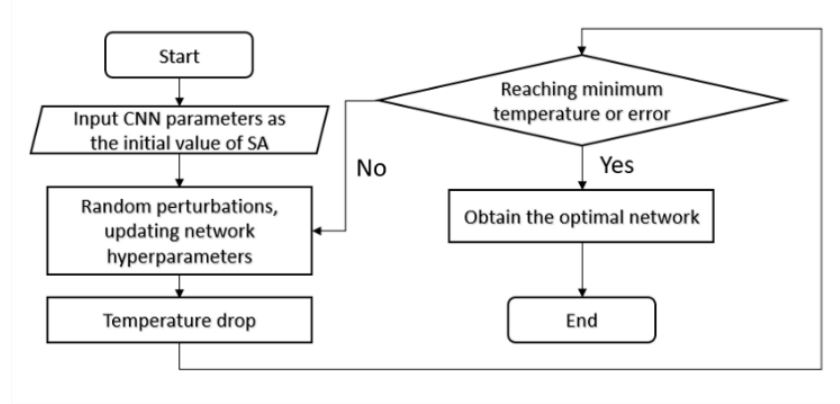 Start
Input CNN parameters as
the initial value of SA
Random perturbations,
updating network
hyperparameters
Temperature drop
Reaching minimum
temperature or error
No
Yes
Obtain the optimal network
End